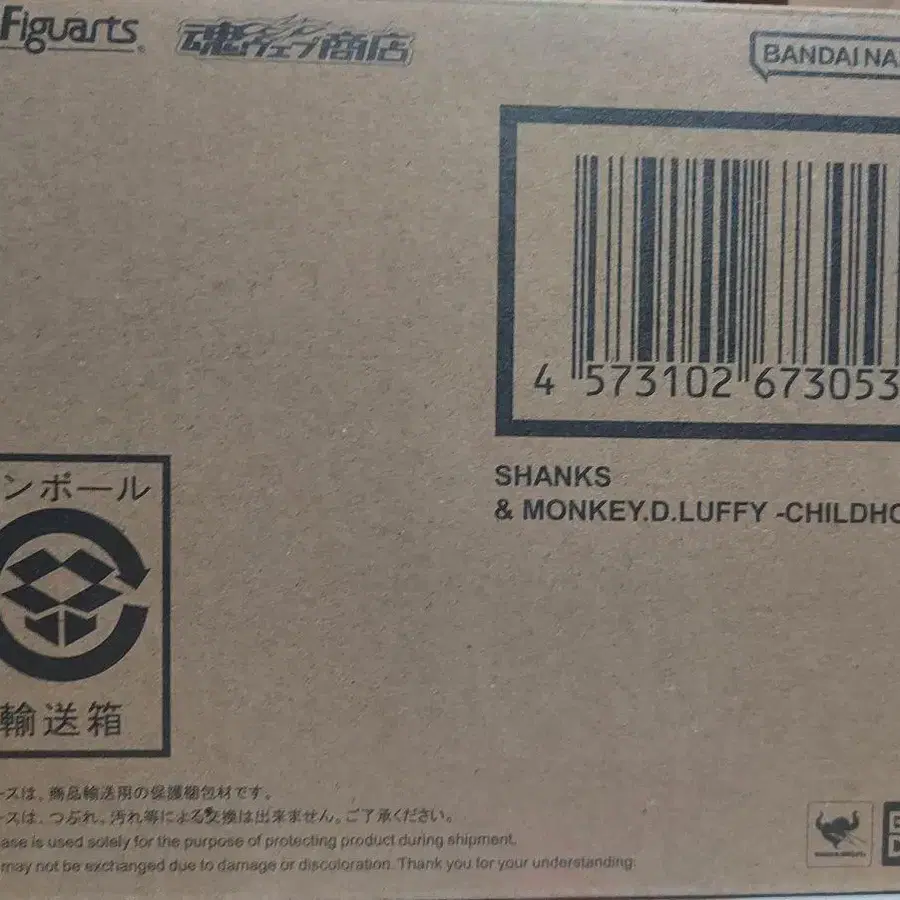 Figuarts
魂ウェブ商店
BANDAI NA
4 573102 673053
SHANKS
& MONKEY.D.LUFFY -CHILDHO
ンボール
輸送箱
ースは、商品輸送用の保護梱包材です。
ースは、つぶれ、汚れ等による交換は出来ません。ご了承ください。
ase is used solely for the purpose of protecting product during shipment.
may not be exchanged due to damage or discoloration. Thank you for your understanding.